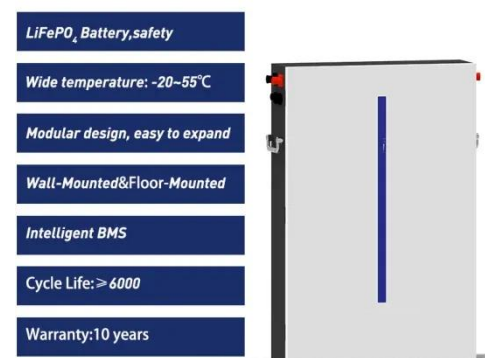 LiFePO₄ Battery,safety
Wide temperature: -20~55℃
Modular design, easy to expand
Wall-Mounted&Floor-Mounted
Intelligent BMS
Cycle Life:≥6000
Warranty:10 years